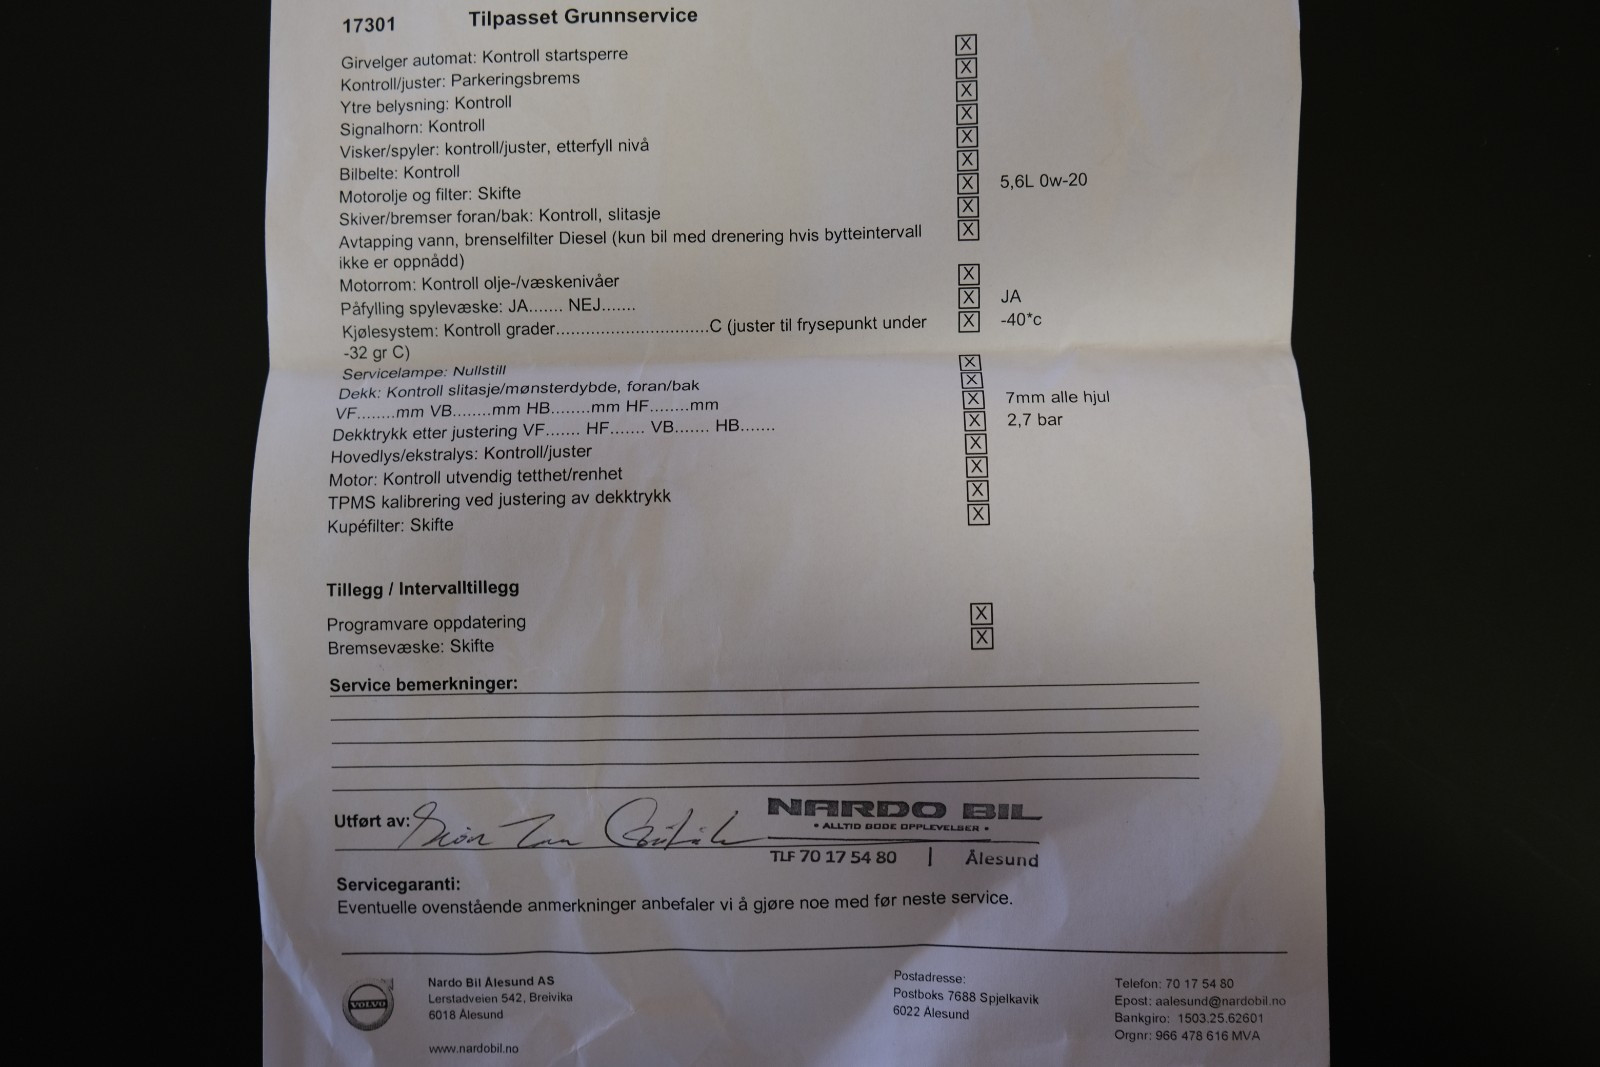 17301 Tilpasset Grunnservice
Girvelger automat: Kontroll startsperre X
Kontroll/juster: Parkeringsbrems X
Ytre belysning: Kontroll X
Signalhorn: Kontroll X
Visker/spyler: kontroll/juster, etterfyll nivå X
Bilbelte: Kontroll X
Motorolje og filter: Skifte X 5,6L 0w-20
Skiver/bremser foran/bak: Kontroll, slitasje X
Avtapping vann, brenselfilter Diesel (kun bil med drenering hvis bytteintervall X
ikke er oppnådd)
Motorrom: Kontroll olje-/væskenivåer X
Påfylling spylevæske: JA....... NEJ....... X JA
Kjølesystem: Kontroll grader...............................C (juster til frysepunkt under X -40*c
-32 gr C)
Servicelampe: Nullstill X
Dekk: Kontroll slitasje/mønsterdybde, foran/bak X
VF........mm VB........mm HB........mm HF........mm X 7mm alle hjul
Dekktrykk etter justering VF....... HF....... VB....... HB....... X 2,7 bar
Hovedlys/ekstralys: Kontroll/juster X
Motor: Kontroll utvendig tetthet/renhet X
TPMS kalibrering ved justering av dekktrykk X
Kupéfilter: Skifte X
Tillegg / Intervalltillegg
Programvare oppdatering X
Bremsevæske: Skifte X
Service bemerkninger:
Utført av:
NARDO BIL
• ALLTID GODE OPPLEVELSER •
TLF 70 17 54 80 | Ålesund
Servicegaranti:
Eventuelle ovenstående anmerkninger anbefaler vi å gjøre noe med før neste service.
VOLVO
Nardo Bil Ålesund AS
Lerstadveien 542, Breivika
6018 Ålesund
www.nardobil.no
Postadresse:
Postboks 7688 Spjelkavik
6022 Ålesund
Telefon: 70 17 54 80
Epost: aalesund@nardobil.no
Bankgiro: 1503.25.62601
Orgnr: 966 478 616 MVA